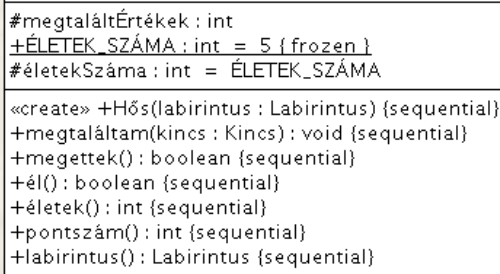 #megtaláltÉrtékek : int
+ÉLETEK_SZÁMA : int = 5 { frozen }
#életekSzáma : int = ÉLETEK_SZÁMA
«create» +Hős(labirintus : Labirintus) {sequential}
+megtaláltam(kincs : Kincs) : void {sequential}
+megettek() : boolean {sequential}
+él() : boolean {sequential}
+életek() : int {sequential}
+pontszám() : int {sequential}
+labirintus() : Labirintus {sequential}